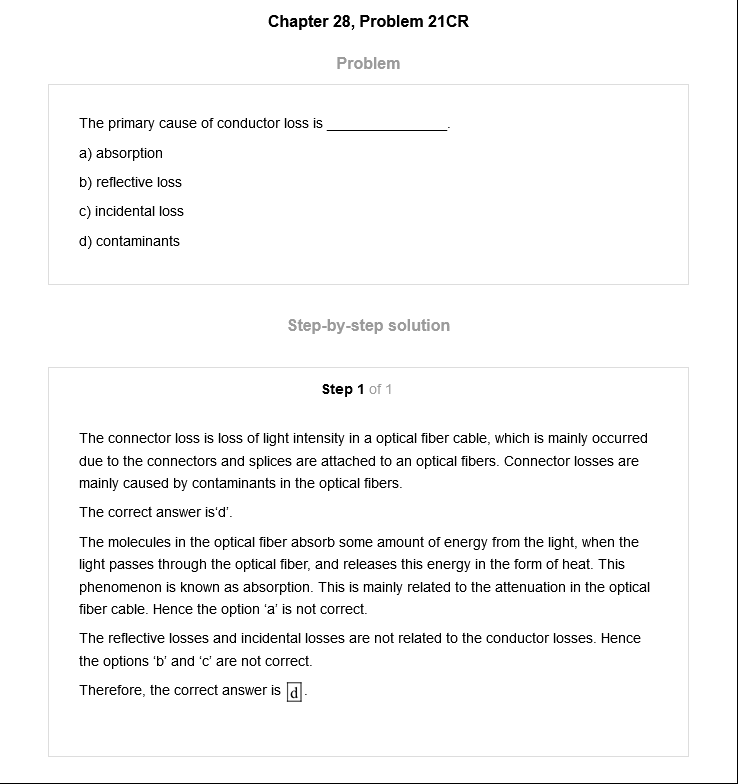 Chapter 28, Problem 21CR
Problem
The primary cause of conductor loss is _______________.
a) absorption
b) reflective loss
c) incidental loss
d) contaminants
Step-by-step solution
Step 1 of 1
The connector loss is loss of light intensity in a optical fiber cable, which is mainly occurred
due to the connectors and splices are attached to an optical fibers. Connector losses are
mainly caused by contaminants in the optical fibers.
The correct answer is‘d’.
The molecules in the optical fiber absorb some amount of energy from the light, when the
light passes through the optical fiber, and releases this energy in the form of heat. This
phenomenon is known as absorption. This is mainly related to the attenuation in the optical
fiber cable. Hence the option ‘a’ is not correct.
The reflective losses and incidental losses are not related to the conductor losses. Hence
the options ‘b’ and ‘c’ are not correct.
Therefore, the correct answer is d.